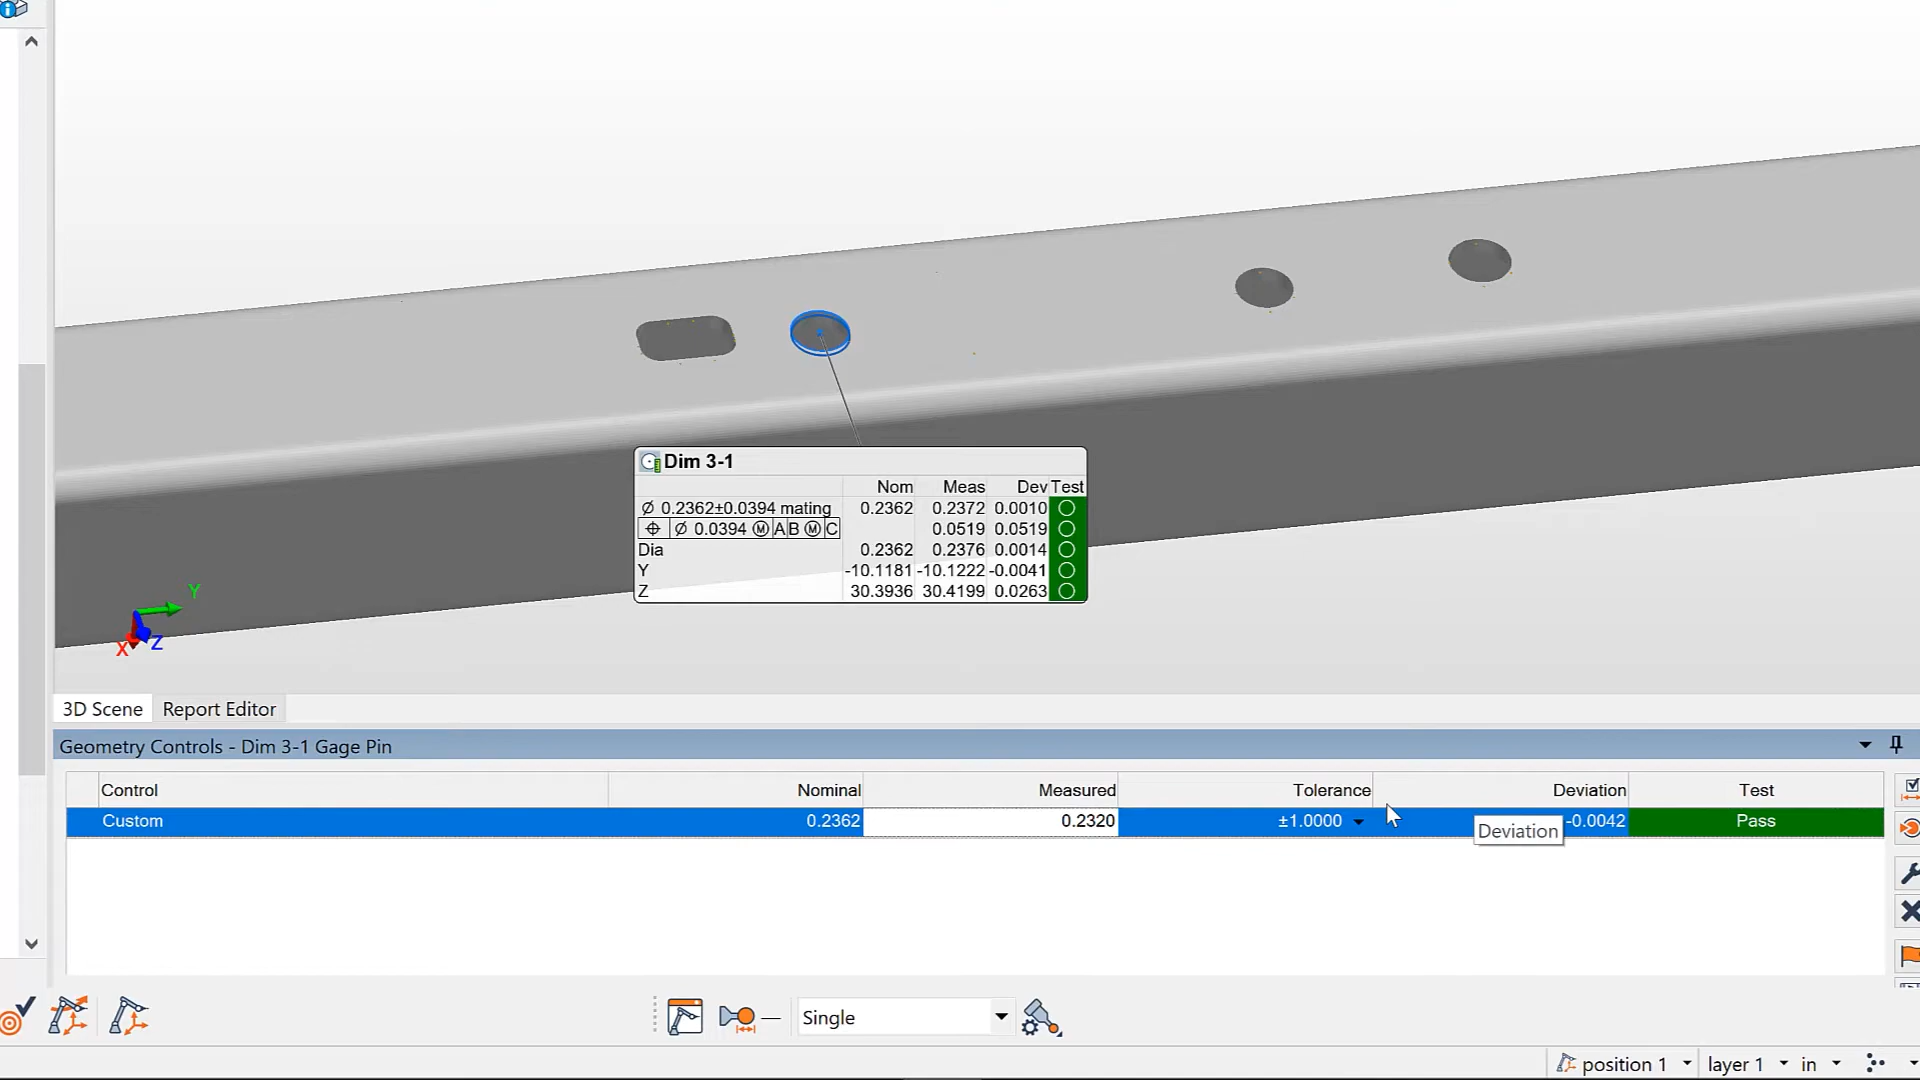 Dim 3-1
Nom Meas Dev Test
Ø 0.2362±0.0394 mating 0.2362 0.2372 0.0010
⌖ Ø 0.0394 Ⓜ A B Ⓜ C 0.0519 0.0519
Dia 0.2362 0.2376 0.0014
Y -10.1181 -10.1222 -0.0041
Z 30.3936 30.4199 0.0263
Y
X Z
3D Scene Report Editor
Geometry Controls - Dim 3-1 Gage Pin
Control Nominal Measured Tolerance Deviation Test
Custom 0.2362 0.2320 ±1.0000 -0.0042 Pass
Deviation
Single
position 1 layer 1 in